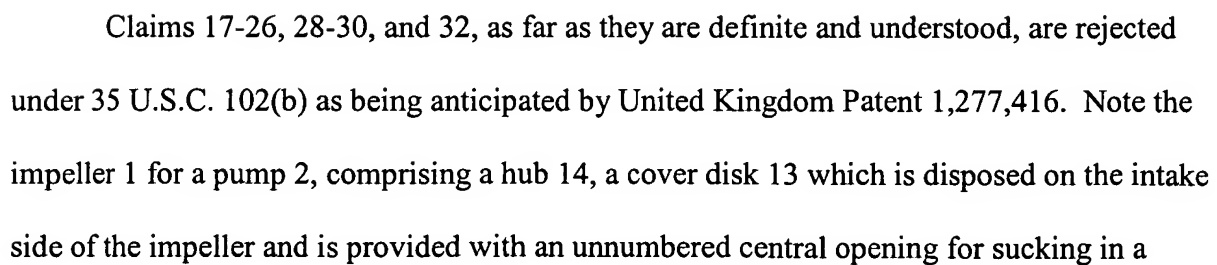 Claims 17-26, 28-30, and 32, as far as they are definite and understood, are rejected
under 35 U.S.C. 102(b) as being anticipated by United Kingdom Patent 1,277,416. Note the
impeller 1 for a pump 2, comprising a hub 14, a cover disk 13 which is disposed on the intake
side of the impeller and is provided with an unnumbered central opening for sucking in a